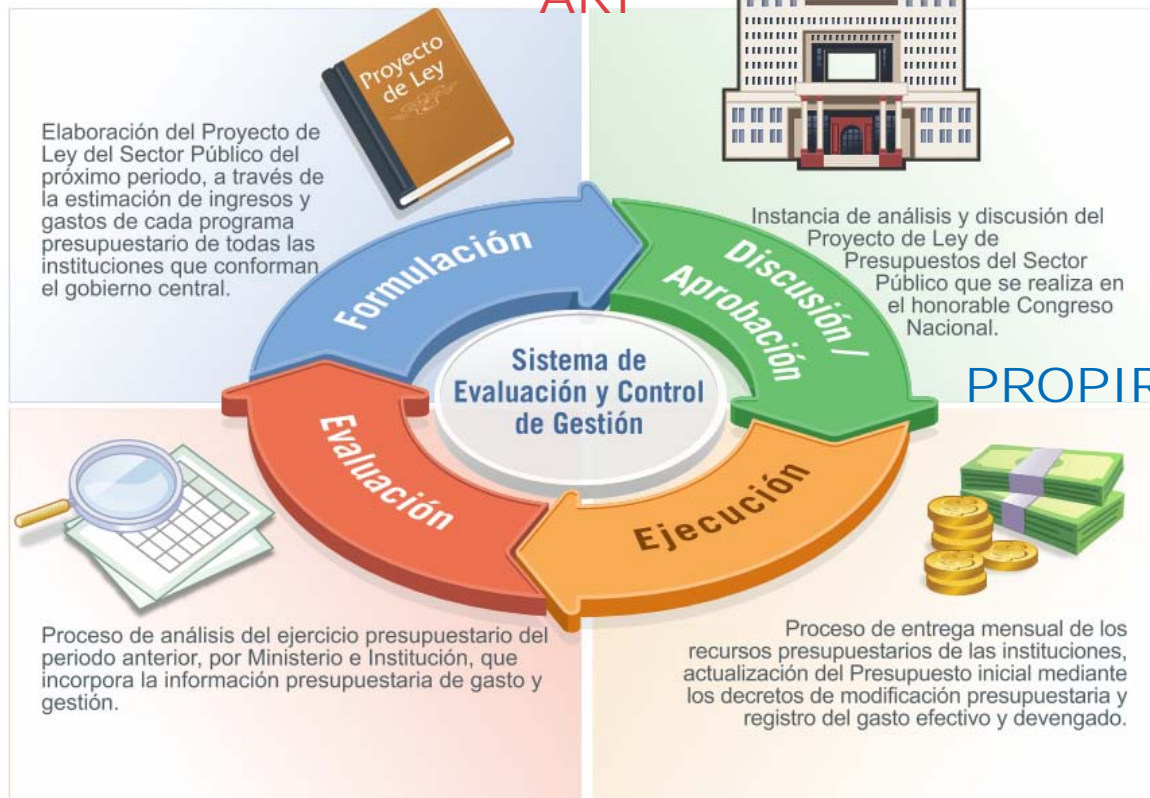 ARI
Proyecto
de Ley
Elaboración del Proyecto de
Ley del Sector Público del
próximo periodo, a través de
la estimación de ingresos y
gastos de cada programa
presupuestario de todas las
instituciones que conforman
el gobierno central.
Instancia de análisis y discusión del
Proyecto de Ley de
Presupuestos del Sector
Público que se realiza en
el honorable Congreso
Nacional.
Formulación
Discusión /
Aprobación
Sistema de
Evaluación y Control
de Gestión
PROPIR
Evaluación
Ejecución
Proceso de análisis del ejercicio presupuestario del
periodo anterior, por Ministerio e Institución, que
incorpora la información presupuestaria de gasto y
gestión.
Proceso de entrega mensual de los
recursos presupuestarios de las instituciones,
actualización del Presupuesto inicial mediante
los decretos de modificación presupuestaria y
registro del gasto efectivo y devengado.